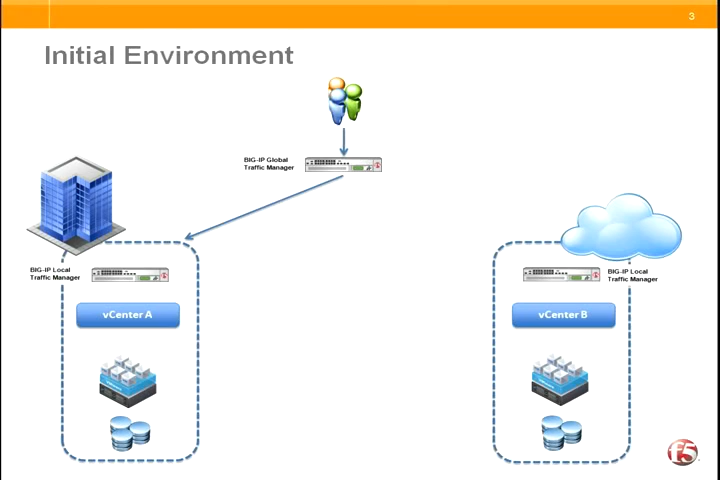 3
Initial Environment
BIG-IP Global
Traffic Manager
BIG-IP Local
Traffic Manager
BIG-IP Local
Traffic Manager
vCenter A
vCenter B
f5